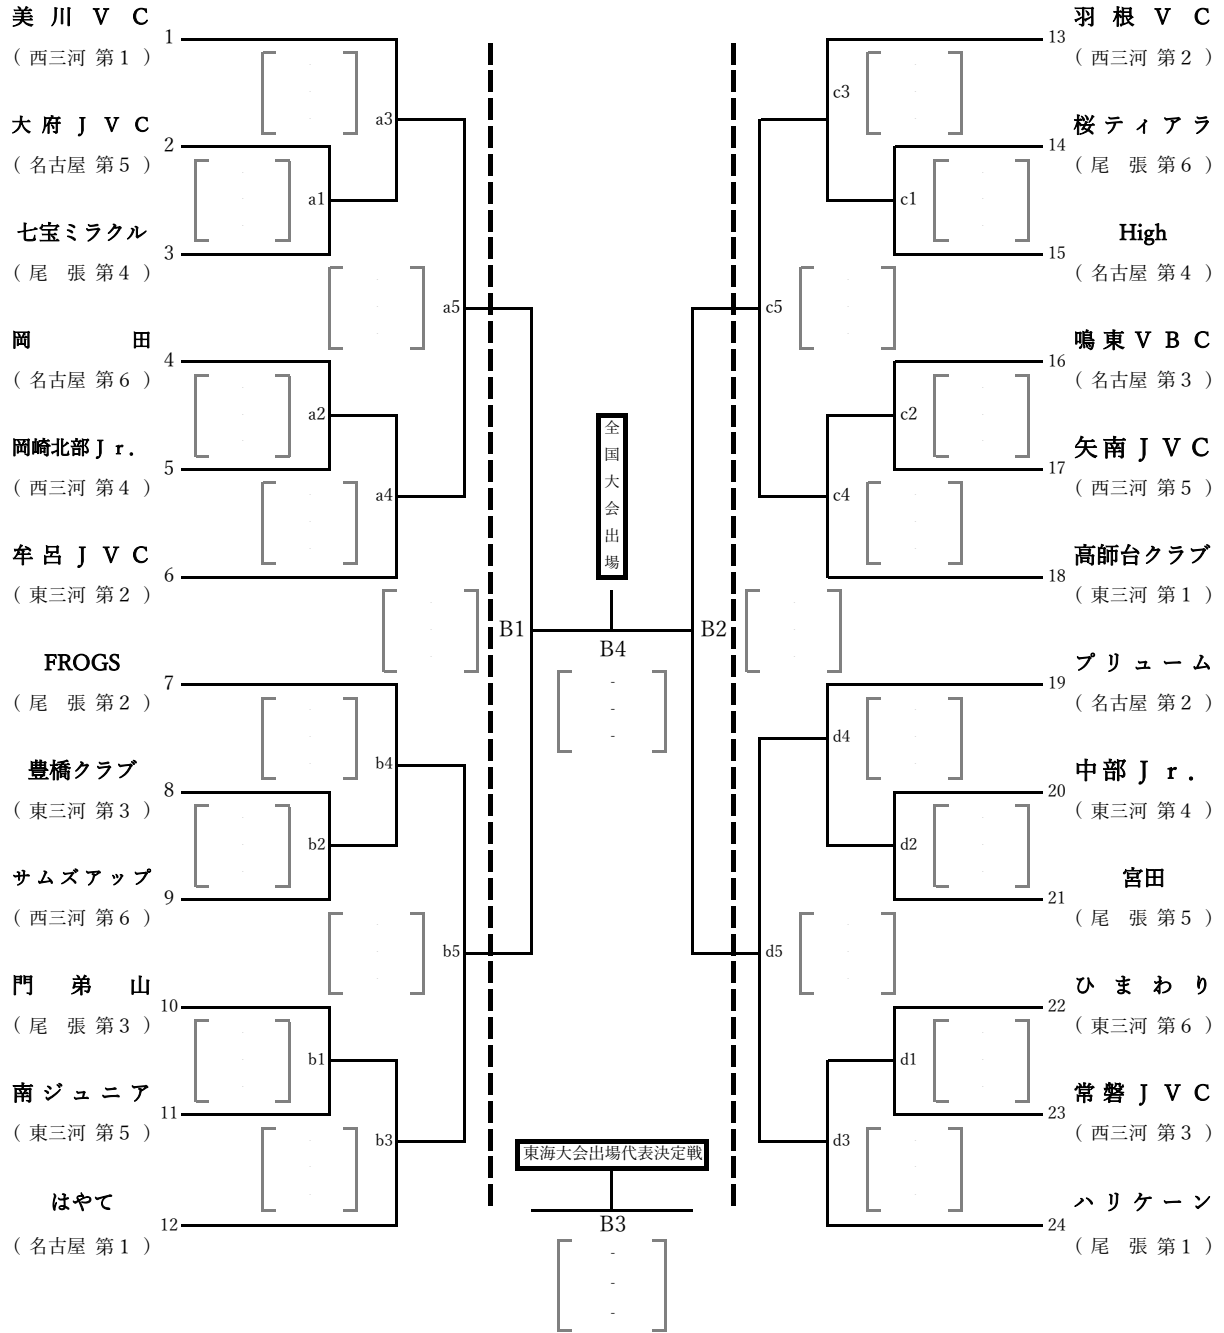 美川VC
1
(西三河 第1)
a3
大府JVC
2
(名古屋 第5)
a1
七宝ミラクル
3
(尾 張 第4)
a5
岡 田
4
(名古屋 第6)
a2
岡崎北部Jr.
5
(西三河 第4)
a4
牟呂JVC
6
(東三河 第2)
B1
FROGS
7
(尾 張 第2)
b4
豊橋クラブ
8
(東三河 第3)
b2
サムズアップ
9
(西三河 第6)
b5
門弟山
10
(尾 張 第3)
b1
南ジュニア
11
(東三河 第5)
b3
はやて
12
(名古屋 第1)
全国大会出場
B4
-
-
-
東海大会出場代表決定戦
B3
-
-
-
羽根VC
13
(西三河 第2)
c3
桜ティアラ
14
(尾 張 第6)
c1
High
15
(名古屋 第4)
c5
鳴東VBC
16
(名古屋 第3)
c2
矢南JVC
17
(西三河 第5)
c4
高師台クラブ
18
(東三河 第1)
B2
プリューム
19
(名古屋 第2)
d4
中部Jr.
20
(東三河 第4)
d2
宮田
21
(尾 張 第5)
d5
ひまわり
22
(東三河 第6)
d1
常磐JVC
23
(西三河 第3)
d3
ハリケーン
24
(尾 張 第1)